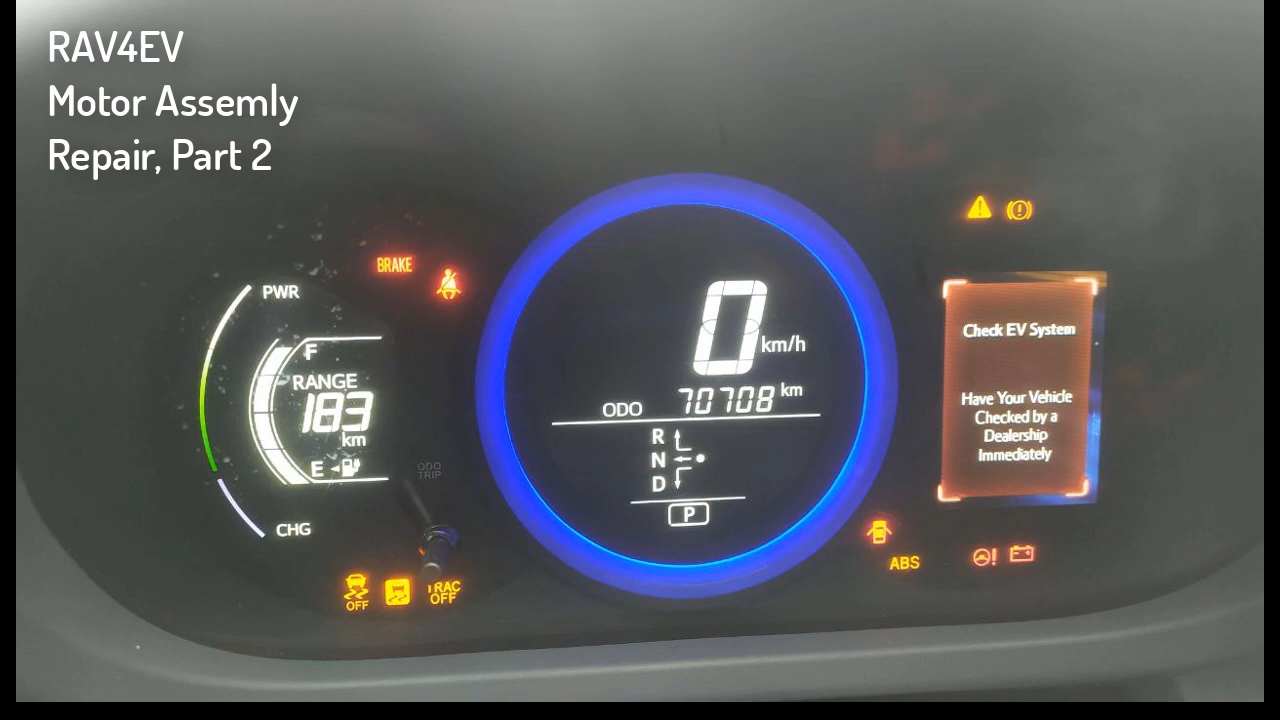 RAV4EV
Motor Assemly
Repair, Part 2
BRAKE
PWR
F
RANGE
183
km
E
CHG
ODO
TRIP
OFF
TRAC
OFF
0
km/h
ODO 70708 km
R
N
D
P
Check EV System
Have Your Vehicle
Checked by a
Dealership
Immediately
ABS